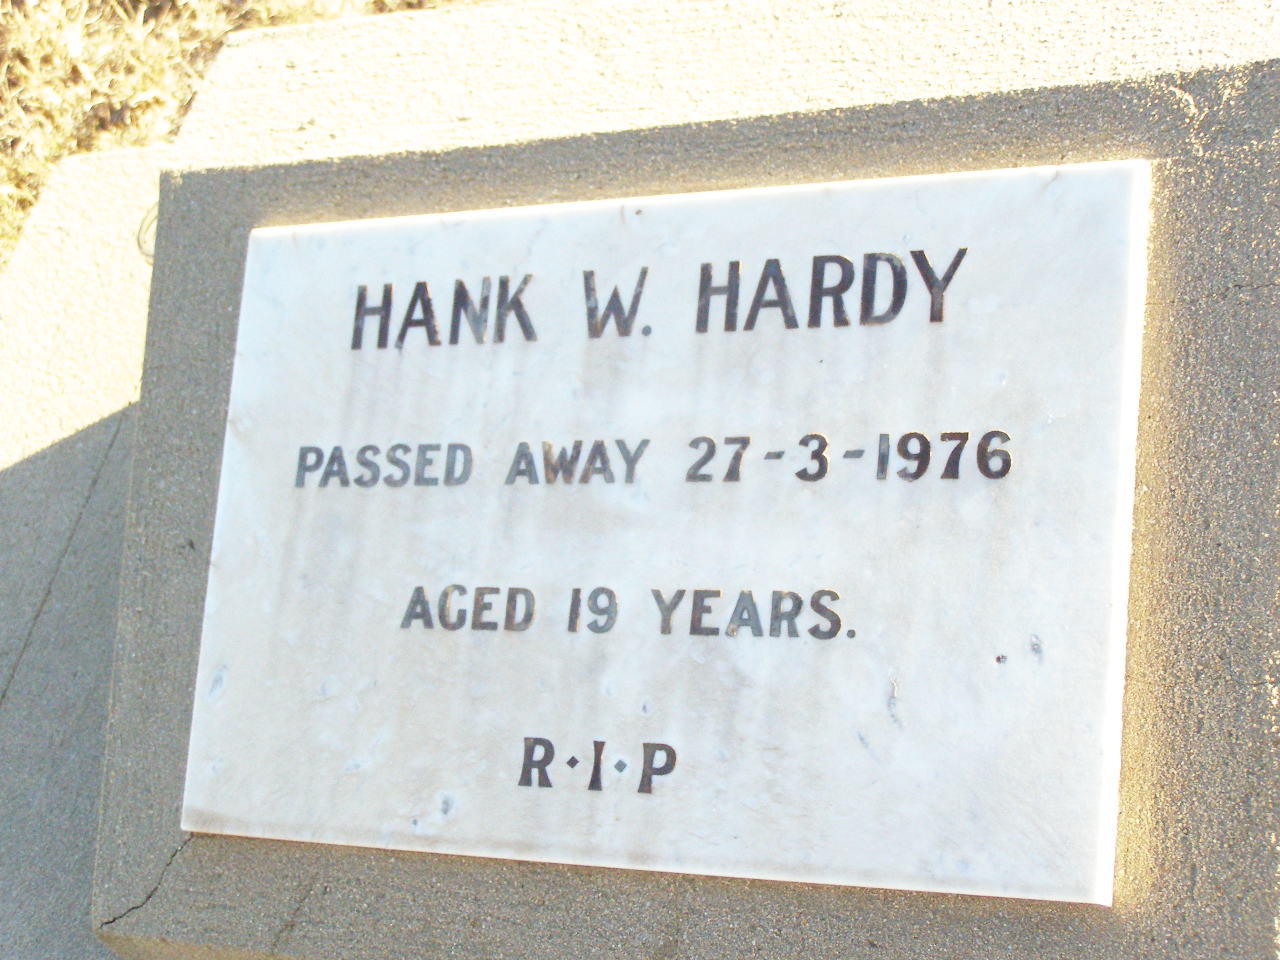 HANK W. HARDY
PASSED AWAY 27-3-1976
AGED 19 YEARS.
R·I·P